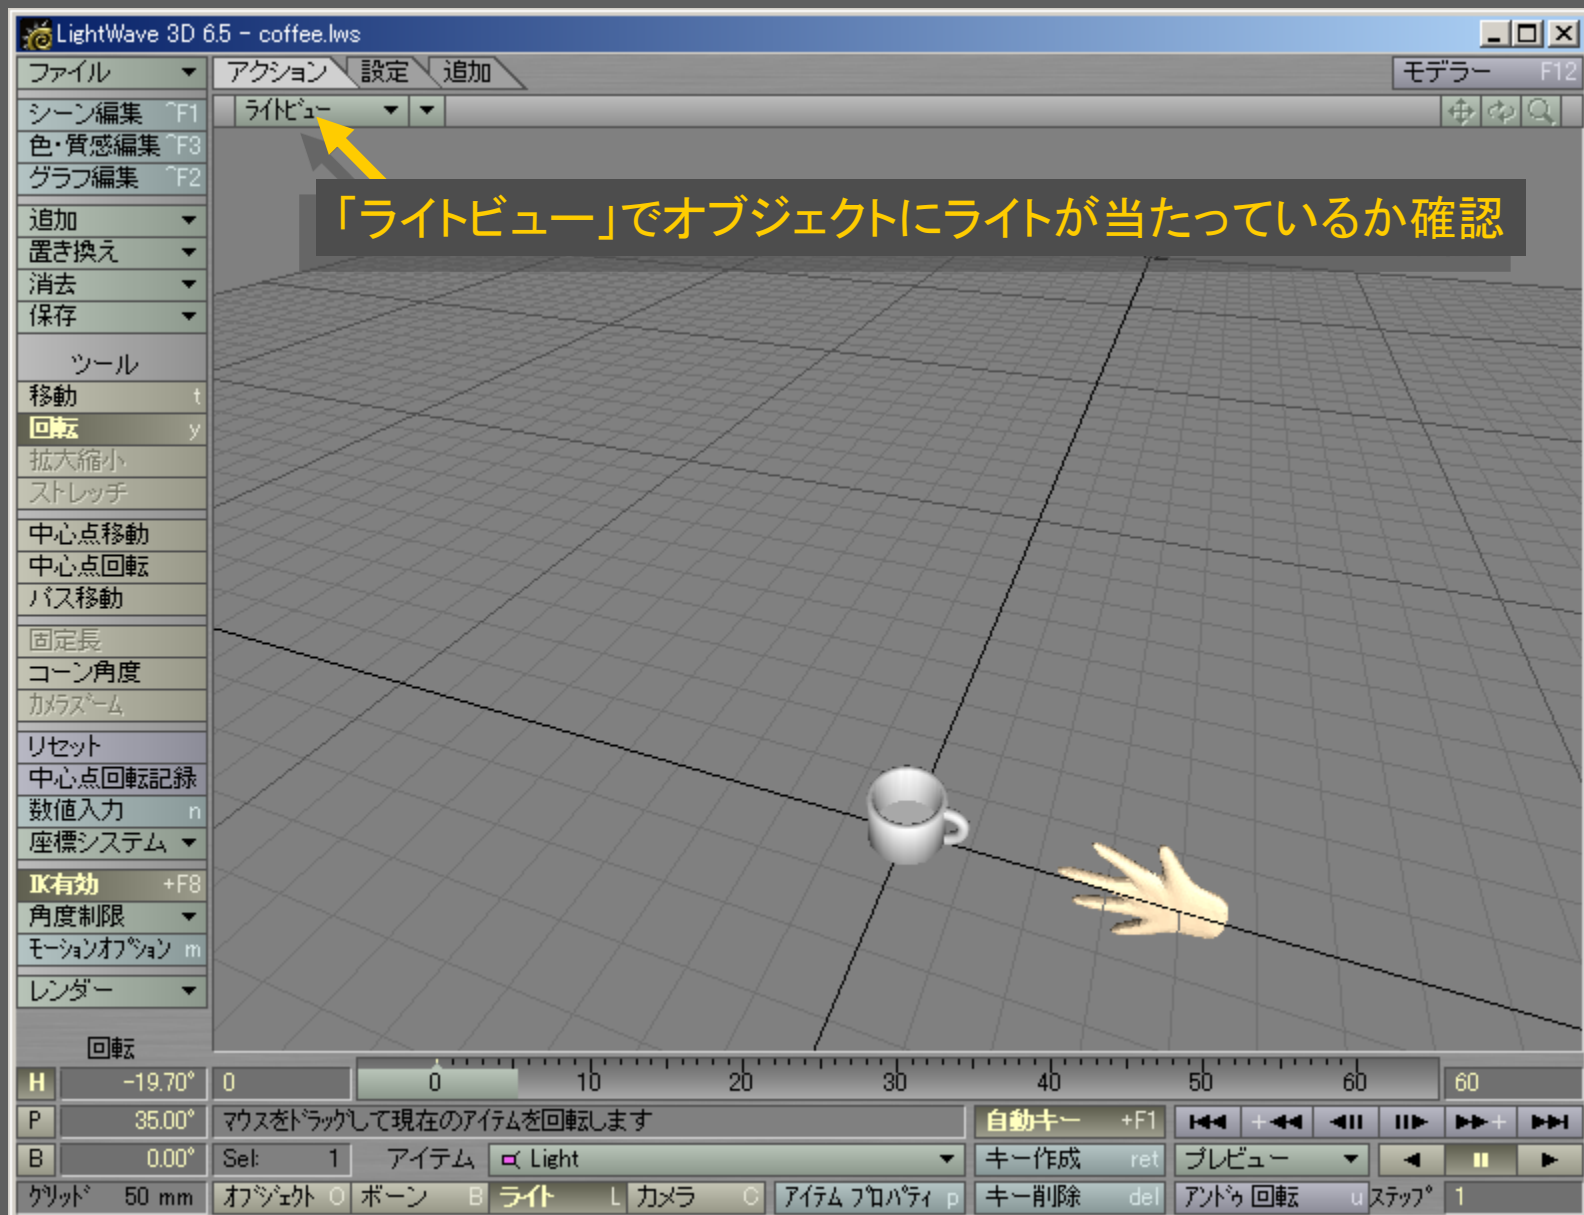 LightWave 3D 6.5 - coffee.lws
ファイル
アクション 設定 追加
モデラー F12
シーン編集 ^F1
ライトビュー
色・質感編集 ^F3
グラフ編集 ^F2
「ライトビュー」でオブジェクトにライトが当たっているか確認
追加
置き換え
消去
保存
ツール
移動 t
回転 y
拡大縮小
ストレッチ
中心点移動
中心点回転
パス移動
固定長
コーン角度
カメラズーム
リセット
中心点回転記録
数値入力 n
座標システム
IK有効 +F8
角度制限
モーションオプション m
レンダー
回転
H -19.70° 0 0 10 20 30 40 50 60 60
P 35.00° マウスをドラッグして現在のアイテムを回転します 自動キー +F1
B 0.00° Sel: 1 アイテム Light キー作成 ret プレビュー
グリッド 50 mm オブジェクト O ボーン B ライト L カメラ C アイテム プロパティ p キー削除 del アンドゥ 回転 u ステップ 1